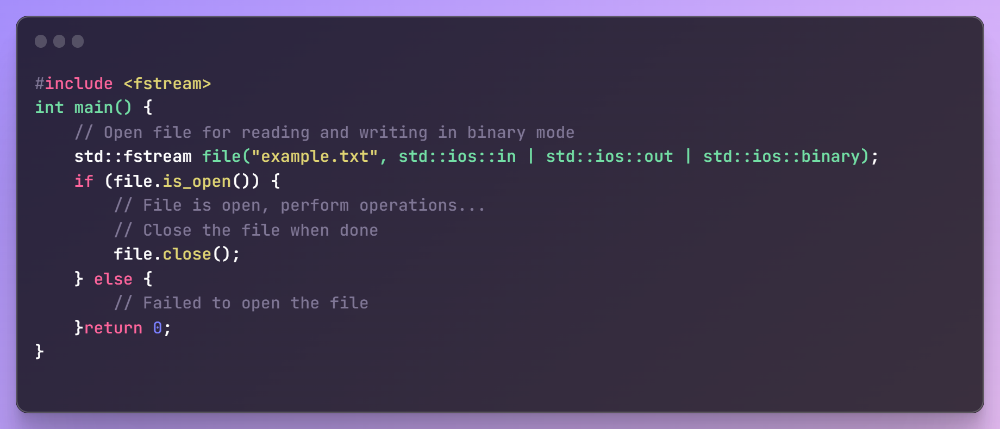 #include <fstream>
int main() {
    // Open file for reading and writing in binary mode
    std::fstream file("example.txt", std::ios::in | std::ios::out | std::ios::binary);
    if (file.is_open()) {
        // File is open, perform operations...
        // Close the file when done
        file.close();
    } else {
        // Failed to open the file
    }return 0;
}